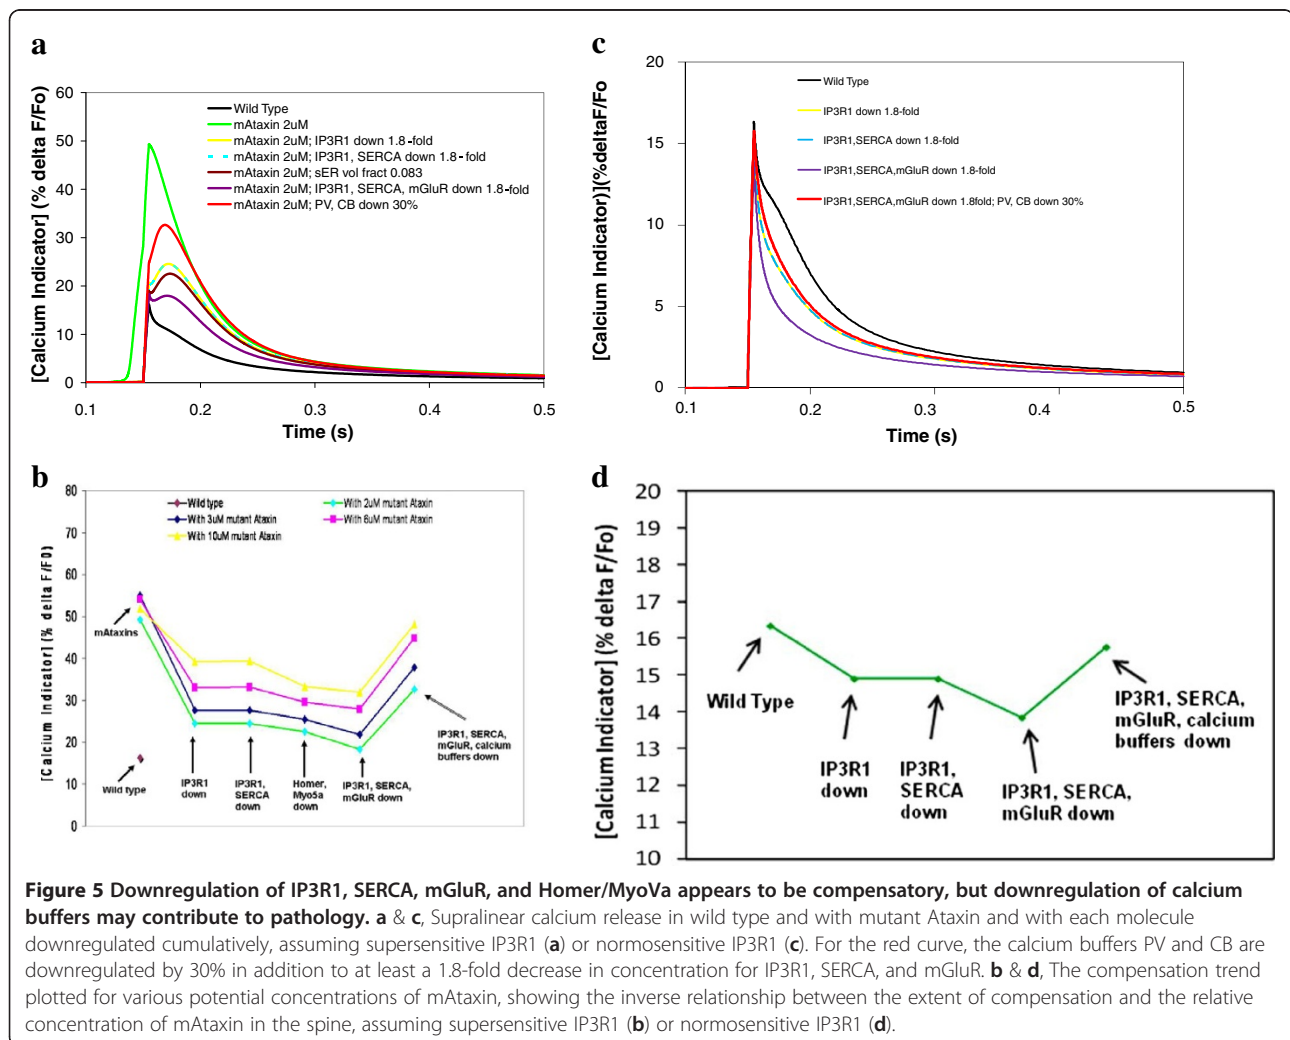 a
[Calcium Indicator] (% delta F/Fo)
60
50
40
30
20
10
0
Wild Type
mAtaxin 2uM
mAtaxin 2uM; IP3R1 down 1.8-fold
mAtaxin 2uM; IP3R1, SERCA down 1.8-fold
mAtaxin 2uM; sER vol fract 0.083
mAtaxin 2uM; IP3R1, SERCA, mGluR down 1.8-fold
mAtaxin 2uM; PV, CB down 30%
0.1 0.2 0.3 0.4 0.5
Time (s)
c
[Calcium Indicator)](%deltaF/Fo
20
15
10
5
0
Wild Type
IP3R1 down 1.8-fold
IP3R1,SERCA down 1.8-fold
IP3R1,SERCA,mGluR down 1.8-fold
IP3R1,SERCA,mGluR down 1.8fold; PV, CB down 30%
0.1 0.2 0.3 0.4 0.5
Time (s)
b
[Calcium Indicator] (% delta F/F0)
80
70
60
50
40
30
20
10
0
Wild type
With 2uM mutant Ataxin
With 3uM mutant Ataxin
With 6uM mutant Ataxin
With 10uM mutant Ataxin
mAtaxins
Wild type
IP3R1
down
IP3R1,
SERCA
down
Homer,
Myo5a
down
IP3R1, SERCA,
mGluR down
IP3R1, SERCA,
mGluR, calcium
buffers down
d
[Calcium Indicator] (% delta F/Fo)
20
19
18
17
16
15
14
13
12
11
10
Wild Type
IP3R1
down
IP3R1,
SERCA
down
IP3R1, SERCA,
mGluR down
IP3R1, SERCA,
mGluR, calcium
buffers down
Figure 5 Downregulation of IP3R1, SERCA, mGluR, and Homer/MyoVa appears to be compensatory, but downregulation of calcium
buffers may contribute to pathology. a & c, Supralinear calcium release in wild type and with mutant Ataxin and with each molecule
downregulated cumulatively, assuming supersensitive IP3R1 (a) or normosensitive IP3R1 (c). For the red curve, the calcium buffers PV and CB are
downregulated by 30% in addition to at least a 1.8-fold decrease in concentration for IP3R1, SERCA, and mGluR. b & d, The compensation trend
plotted for various potential concentrations of mAtaxin, showing the inverse relationship between the extent of compensation and the relative
concentration of mAtaxin in the spine, assuming supersensitive IP3R1 (b) or normosensitive IP3R1 (d).